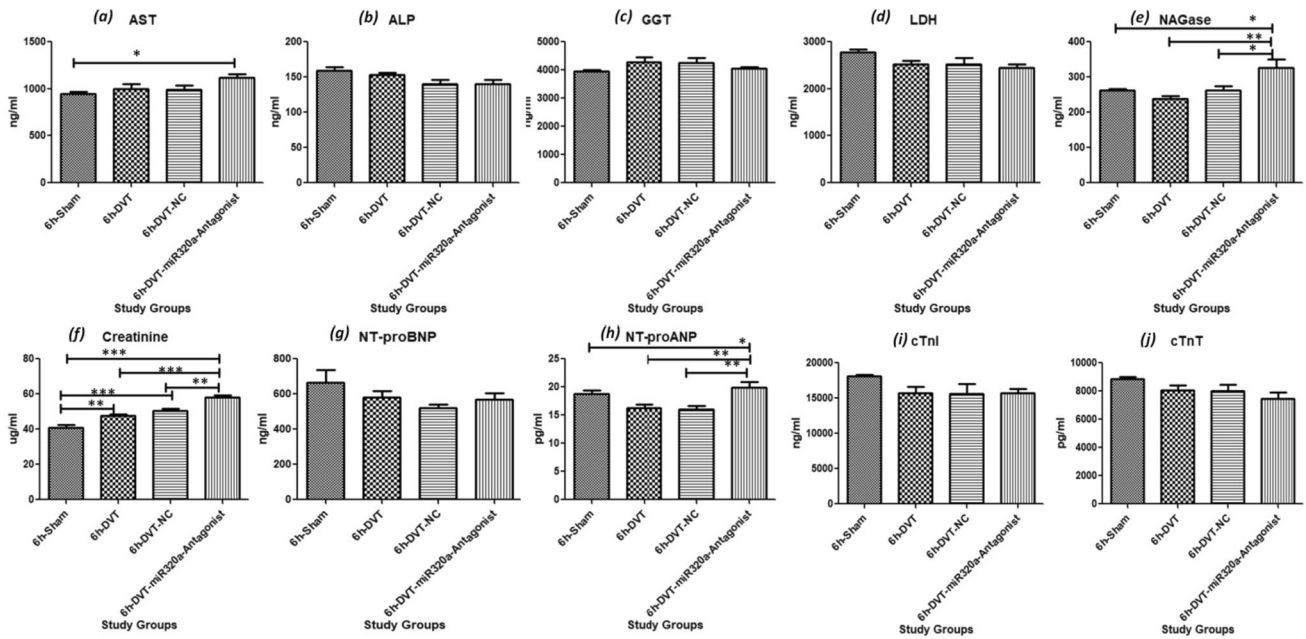 (a) AST
1500
1000
500
0
ng/ml
*
6h-Sham
6h-DVT
6h-DVT-NC
6h-DVT-miR320a-Antagonist
Study Groups
(b) ALP
200
150
100
50
0
ng/ml
6h-Sham
6h-DVT
6h-DVT-NC
6h-DVT-miR320a-Antagonist
Study Groups
(c) GGT
5000
4000
3000
2000
1000
0
ng/ml
6h-Sham
6h-DVT
6h-DVT-NC
6h-DVT-miR320a-Antagonist
Study Groups
(d) LDH
3000
2000
1000
0
ng/ml
6h-Sham
6h-DVT
6h-DVT-NC
6h-DVT-miR320a-Antagonist
Study Groups
(e) NAGase
400
300
200
100
0
ng/ml
*
**
*
6h-Sham
6h-DVT
6h-DVT-NC
6h-DVT-miR320a-Antagonist
Study Groups
(f) Creatinine
80
60
40
20
0
ug/ml
***
***
**
***
**
6h-Sham
6h-DVT
6h-DVT-NC
6h-DVT-miR320a-Antagonist
Study Groups
(g) NT-proBNP
800
600
400
200
0
ng/ml
6h-Sham
6h-DVT
6h-DVT-NC
6h-DVT-miR320a-Antagonist
Study Groups
(h) NT-proANP
25
20
15
10
5
0
pg/ml
*
**
**
6h-Sham
6h-DVT
6h-DVT-NC
6h-DVT-miR320a-Antagonist
Study Groups
(i) cTnI
20000
15000
10000
5000
0
ng/ml
6h-Sham
6h-DVT
6h-DVT-NC
6h-DVT-miR320a-Antagonist
Study Groups
(j) cTnT
10000
8000
6000
4000
2000
0
pg/ml
6h-Sham
6h-DVT
6h-DVT-NC
6h-DVT-miR320a-Antagonist
Study Groups